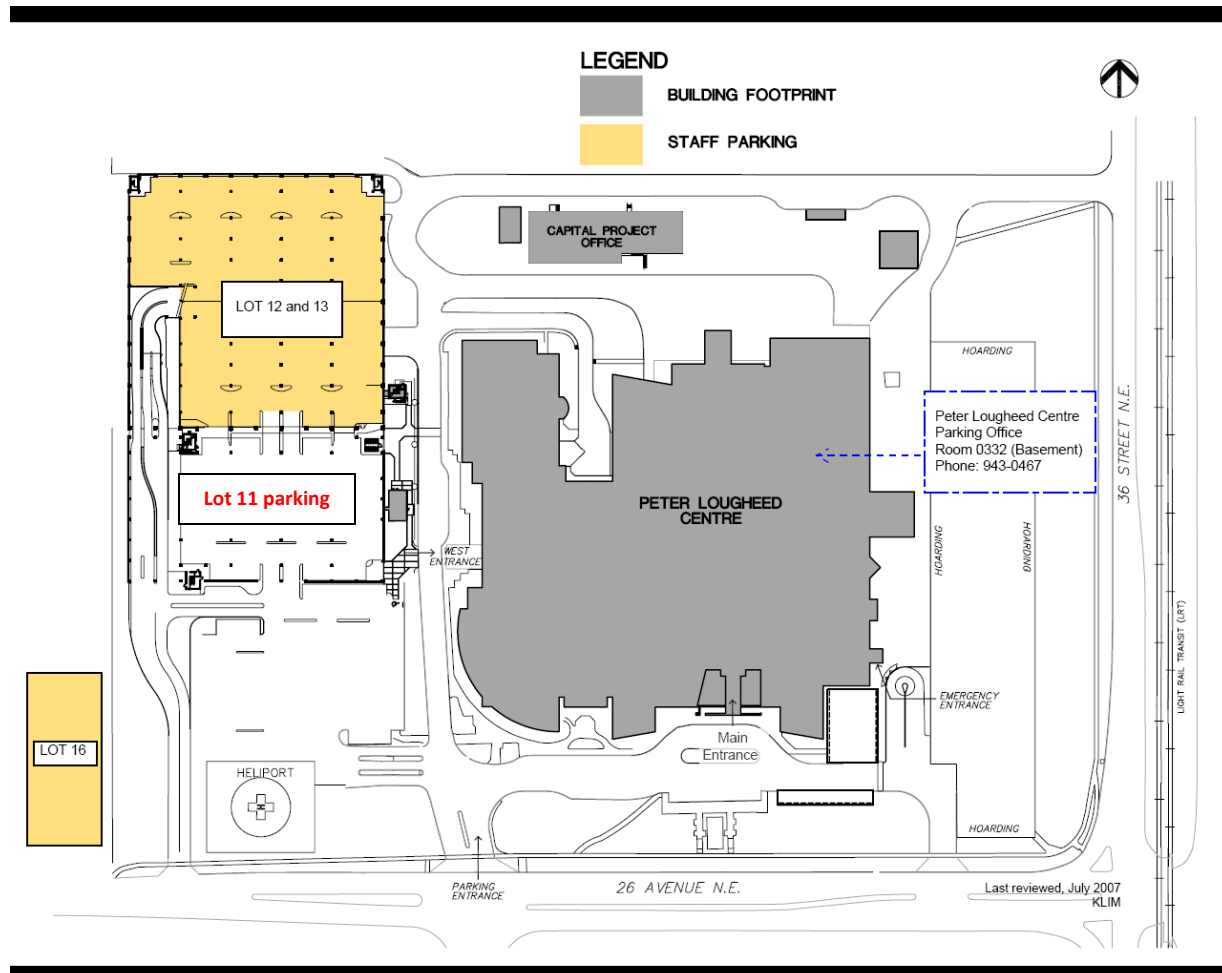 LEGEND
BUILDING FOOTPRINT
STAFF PARKING
CAPITAL PROJECT
OFFICE
LOT 12 and 13
HOARDING
Peter Lougheed Centre
Parking Office
Room 0332 (Basement)
Phone: 943-0467
36 STREET N.E.
Lot 11 parking
PETER LOUGHEED
CENTRE
WEST
ENTRANCE
HOARDING
HOARDING
LIGHT RAIL TRANSIT (LRT)
EMERGENCY
ENTRANCE
Main
Entrance
LOT 16
HELIPORT
H
HOARDING
PARKING
ENTRANCE
26 AVENUE N.E.
Last reviewed, July 2007
KLIM